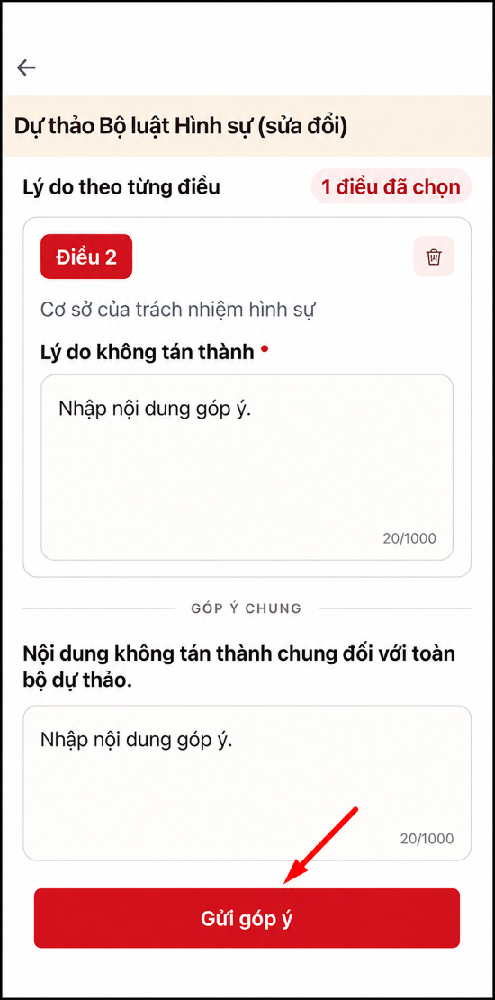 Dự thảo Bộ luật Hình sự (sửa đổi)
Lý do theo từng điều
1 điều đã chọn
Điều 2
Cơ sở của trách nhiệm hình sự
Lý do không tán thành
Nhập nội dung góp ý.
20/1000
GÓP Ý CHUNG
Nội dung không tán thành chung đối với toàn
bộ dự thảo.
Nhập nội dung góp ý.
20/1000
Gửi góp ý